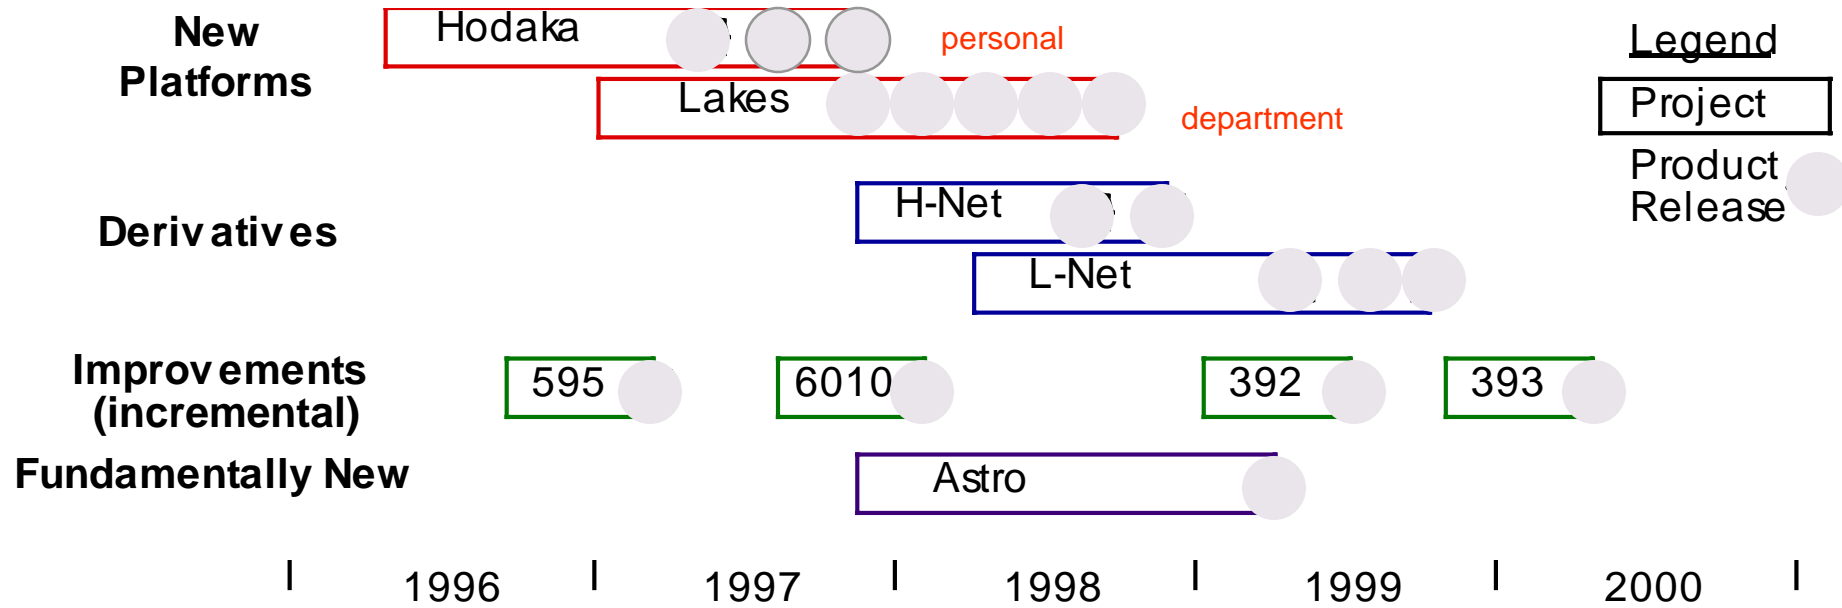 New
Platforms
Hodaka
personal
Lakes
department
Legend
Project
Product
Release
Derivatives
H-Net
L-Net
Improvements
(incremental)
595
6010
392
393
Fundamentally New
Astro
1996
1997
1998
1999
2000